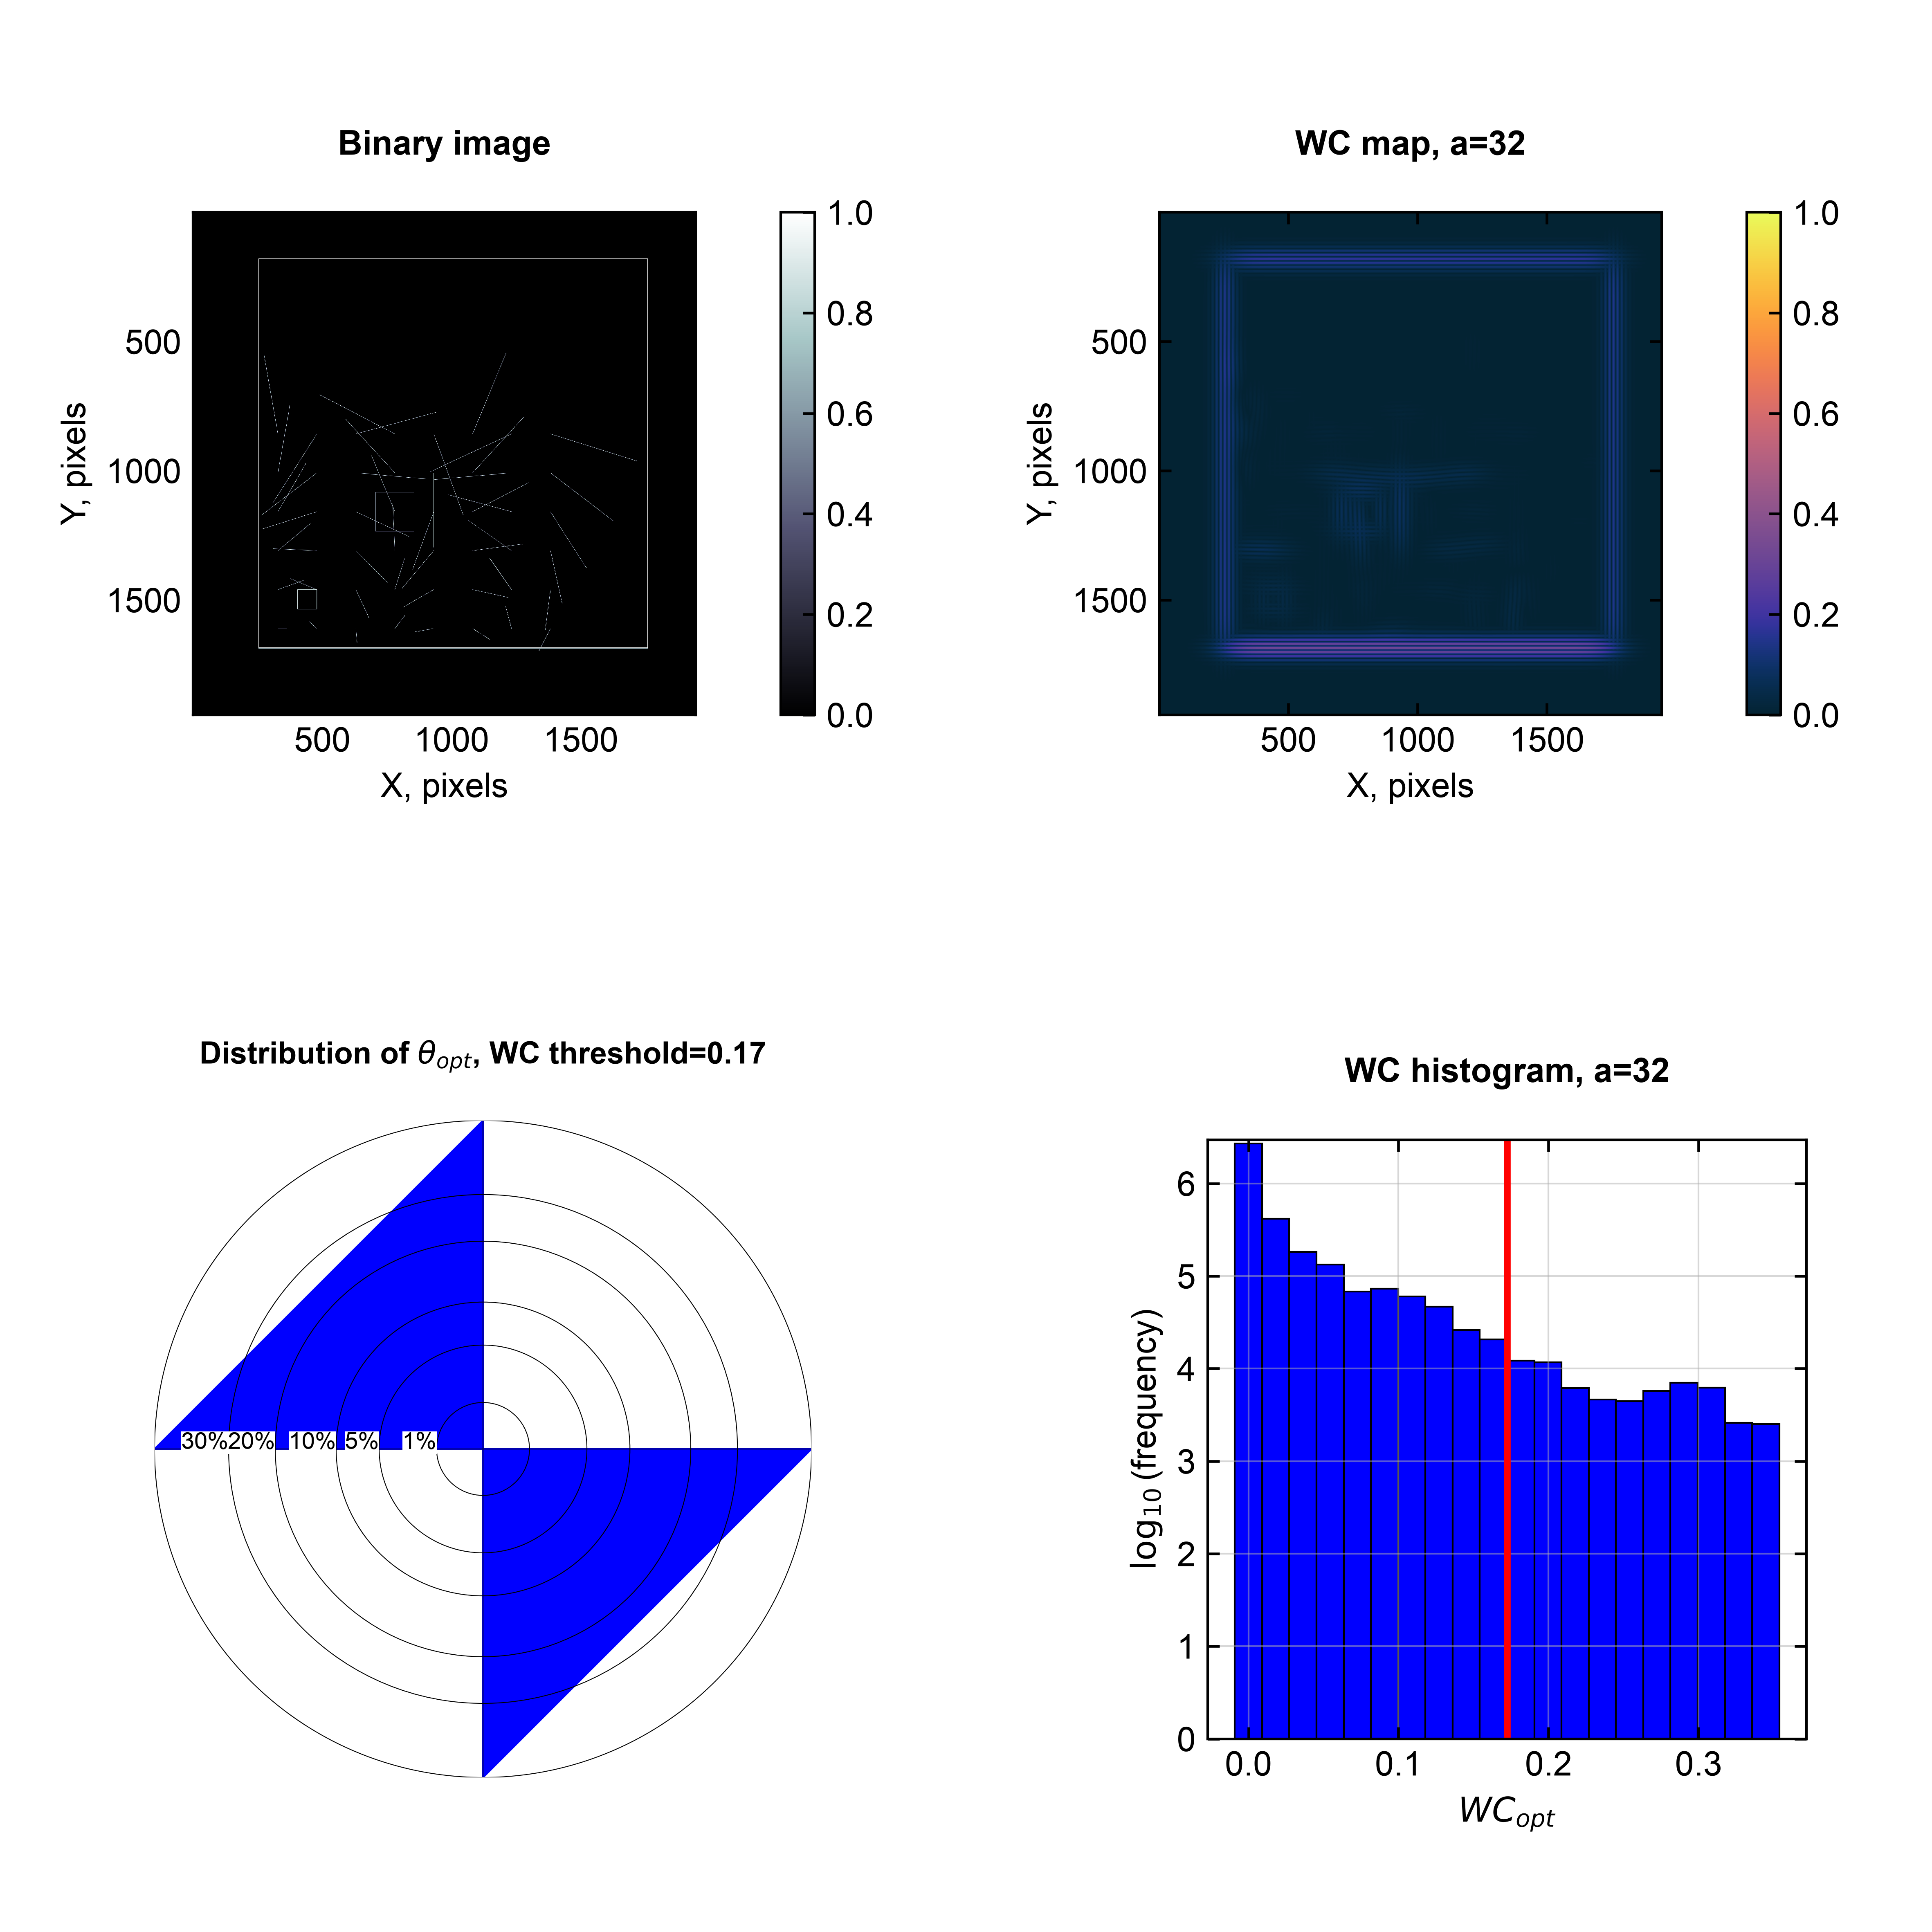 Binary image
1.0
0.8
0.6
0.4
0.2
0.0
500
1000
1500
Y, pixels
500 1000 1500
X, pixels
WC map, a=32
1.0
0.8
0.6
0.4
0.2
0.0
500
1000
1500
Y, pixels
500 1000 1500
X, pixels
Distribution of θopt, WC threshold=0.17
30% 20% 10% 5% 1%
WC histogram, a=32
6
5
4
3
2
1
0
log10 (frequency)
0.0 0.1 0.2 0.3
WCopt